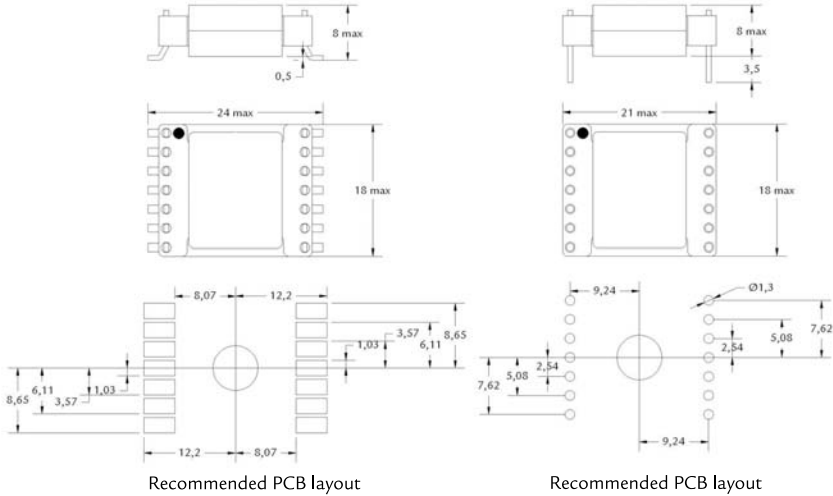 8 max
0,5
8 max
3,5
24 max
18 max
21 max
18 max
8,07
12,2
3,57
1,03
6,11
8,65
8,65
6,11
3,57
1,03
12,2
8,07
9,24
Ø1,3
2,54
5,08
7,62
7,62
5,08
2,54
9,24
Recommended PCB layout
Recommended PCB layout